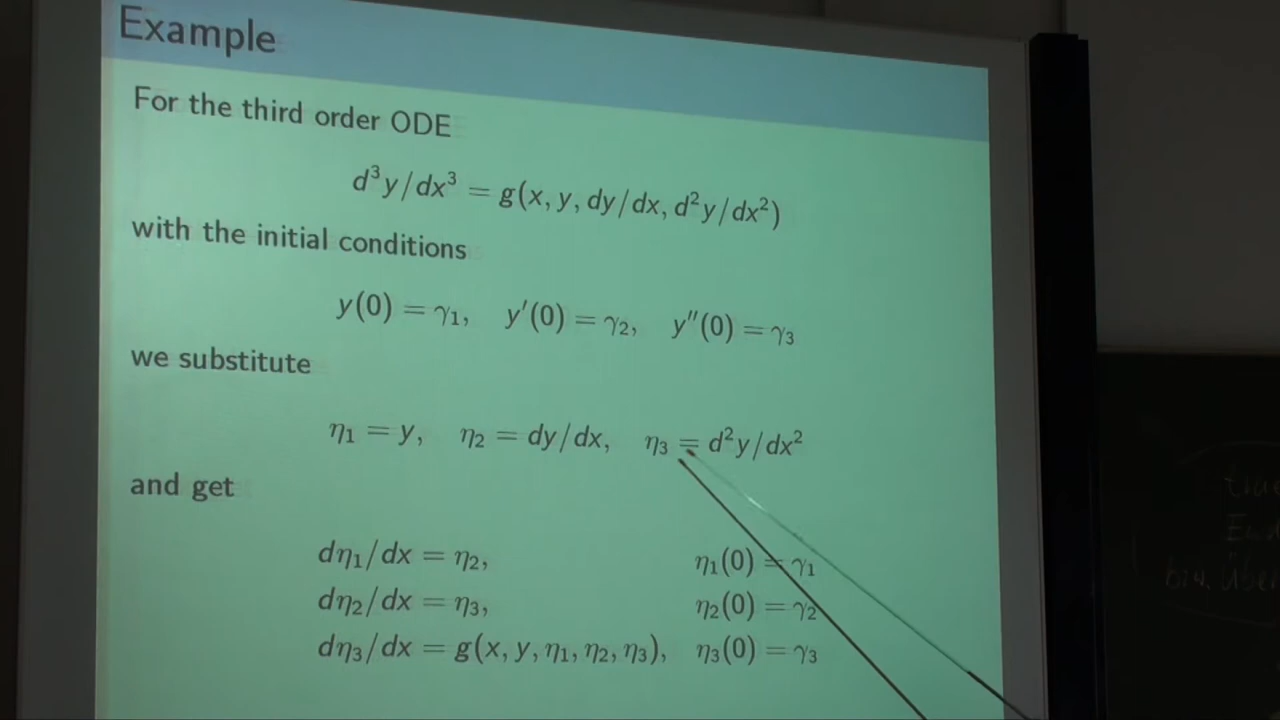 Example
For the third order ODE
d³y/dx³ = g(x, y, dy/dx, d²y/dx²)
with the initial conditions
y(0) = γ₁, y′(0) = γ₂, y″(0) = γ₃
we substitute
η₁ = y, η₂ = dy/dx, η₃ = d²y/dx²
and get
dη₁/dx = η₂, η₁(0) = γ₁
dη₂/dx = η₃, η₂(0) = γ₂
dη₃/dx = g(x, y, η₁, η₂, η₃), η₃(0) = γ₃